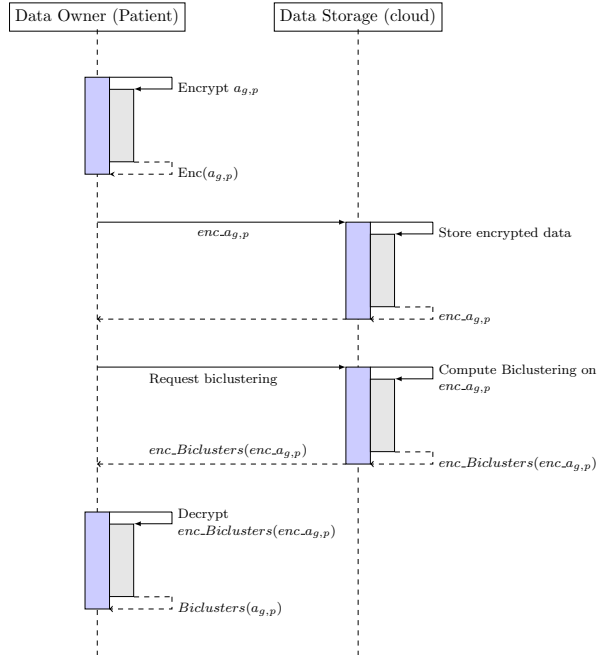 Data Owner (Patient)
Data Storage (cloud)
Encrypt a_{g,p}
Enc(a_{g,p})
enc_a_{g,p}
Store encrypted data
enc_a_{g,p}
Request biclustering
Compute Biclustering on
enc_a_{g,p}
enc_Biclusters(enc_a_{g,p})
enc_Biclusters(enc_a_{g,p})
Decrypt
enc_Biclusters(enc_a_{g,p})
Biclusters(a_{g,p})